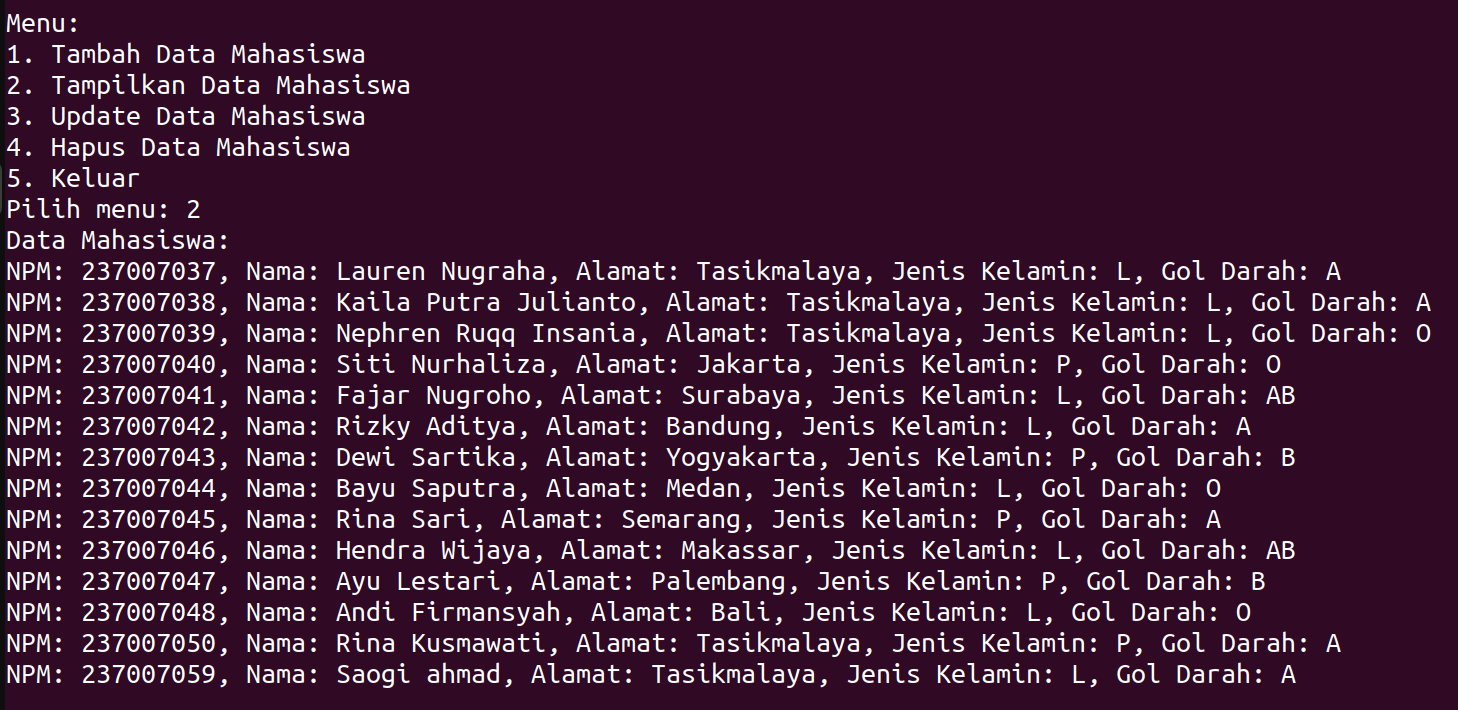 Menu:
1. Tambah Data Mahasiswa
2. Tampilkan Data Mahasiswa
3. Update Data Mahasiswa
4. Hapus Data Mahasiswa
5. Keluar
Pilih menu: 2
Data Mahasiswa:
NPM: 237007037, Nama: Lauren Nugraha, Alamat: Tasikmalaya, Jenis Kelamin: L, Gol Darah: A
NPM: 237007038, Nama: Kaila Putra Julianto, Alamat: Tasikmalaya, Jenis Kelamin: L, Gol Darah: A
NPM: 237007039, Nama: Nephren Ruqq Insania, Alamat: Tasikmalaya, Jenis Kelamin: L, Gol Darah: O
NPM: 237007040, Nama: Siti Nurhaliza, Alamat: Jakarta, Jenis Kelamin: P, Gol Darah: O
NPM: 237007041, Nama: Fajar Nugroho, Alamat: Surabaya, Jenis Kelamin: L, Gol Darah: AB
NPM: 237007042, Nama: Rizky Aditya, Alamat: Bandung, Jenis Kelamin: L, Gol Darah: A
NPM: 237007043, Nama: Dewi Sartika, Alamat: Yogyakarta, Jenis Kelamin: P, Gol Darah: B
NPM: 237007044, Nama: Bayu Saputra, Alamat: Medan, Jenis Kelamin: L, Gol Darah: O
NPM: 237007045, Nama: Rina Sari, Alamat: Semarang, Jenis Kelamin: P, Gol Darah: A
NPM: 237007046, Nama: Hendra Wijaya, Alamat: Makassar, Jenis Kelamin: L, Gol Darah: AB
NPM: 237007047, Nama: Ayu Lestari, Alamat: Palembang, Jenis Kelamin: P, Gol Darah: B
NPM: 237007048, Nama: Andi Firmansyah, Alamat: Bali, Jenis Kelamin: L, Gol Darah: O
NPM: 237007050, Nama: Rina Kusmawati, Alamat: Tasikmalaya, Jenis Kelamin: P, Gol Darah: A
NPM: 237007059, Nama: Saogi ahmad, Alamat: Tasikmalaya, Jenis Kelamin: L, Gol Darah: A